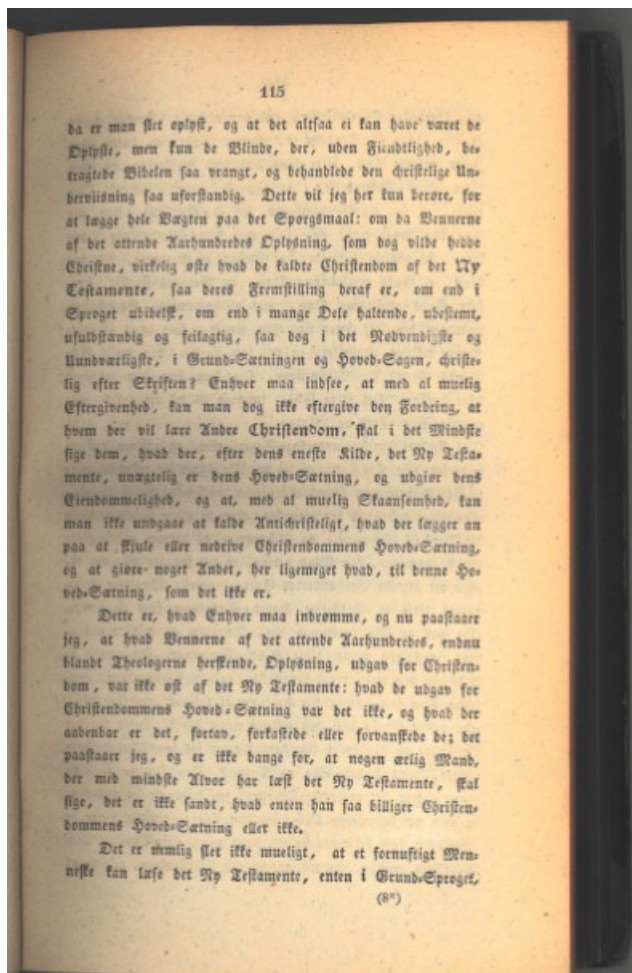 115
da er man slet oplyst, og at det altsaa ei kan have været de
Oplyste, men kun de Blinde, der, uden Fiendtlighed, be-
tragtede Bibelen saa vrangt, og behandlede den christelige Un-
derviisning saa uforstandig. Dette vil jeg her kun berøre, for
at lægge hele Vægten paa det Spørgsmaal: om da Vennerne
af det attende Aarhundredes Oplysning, som dog vilde hedde
Christne, virkelig øste hvad de kaldte Christendom af det Ny
Testamente, saa deres Fremstilling deraf er, om end i
Sproget ubibelsk, om end i mange Dele haltende, ubestemt,
ufuldstændig og feilagtig, saa dog i det Nødvendigste og
Uundværligste, i Grund-Sætningen og Hoved-Sagen, christe-
lig efter Skriften? Enhver maa indsee, at med al muelig
Eftergivenhed, kan man dog ikke eftergive den Fordring, at
hvem der vil lære Andre Christendom, skal i det Mindste
sige dem, hvad der, efter dens eneste Kilde, det Ny Testa-
mente, unægtelig er dens Hoved-Sætning, og udgiør dens
Eiendommelighed, og at, med al muelig Skaansomhed, kan
man ikke undgaae at kalde Antichristeligt, hvad der lægger an
paa at skjule eller nedrive Christendommens Hoved-Sætning,
og at giøre noget Andet, her ligemeget hvad, til denne Ho-
ved-Sætning, som det ikke er.
Dette er, hvad Enhver maa indrømme, og nu paastaaer
jeg, at hvad Vennerne af det attende Aarhundredes, endnu
blandt Theologerne herskende, Oplysning, udgav for Christen-
dom, var ikke øst af det Ny Testamente: hvad de udgav for
Christendommens Hoved-Sætning var det ikke, og hvad der
aabenbar er det, fortav, forkastede eller forvanskede de; det
paastaaer jeg, og er ikke bange for, at nogen ærlig Mand,
der med mindste Alvor har læst det Ny Testamente, skal
sige, det er ikke sandt, hvad enten han saa billiger Christen-
dommens Hoved-Sætning eller ikke.
Det er nemlig slet ikke mueligt, at et fornuftigt Men-
neske kan læse det Ny Testamente, enten i Grund-Sproget,
(8*)